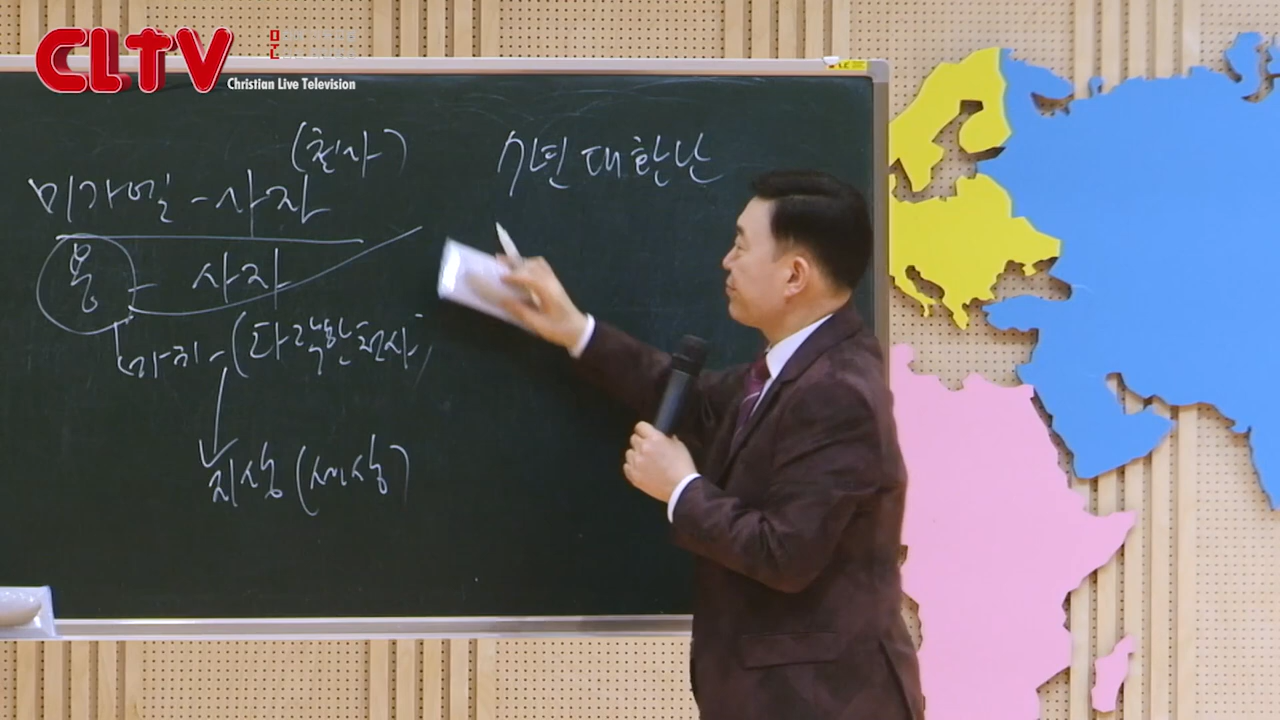 CLTV
Christian Live Television
(천사)
7년 대환난
미가엘 - 사자
용 - 사자
마귀 - (타락한 천사)
지상 (세상)